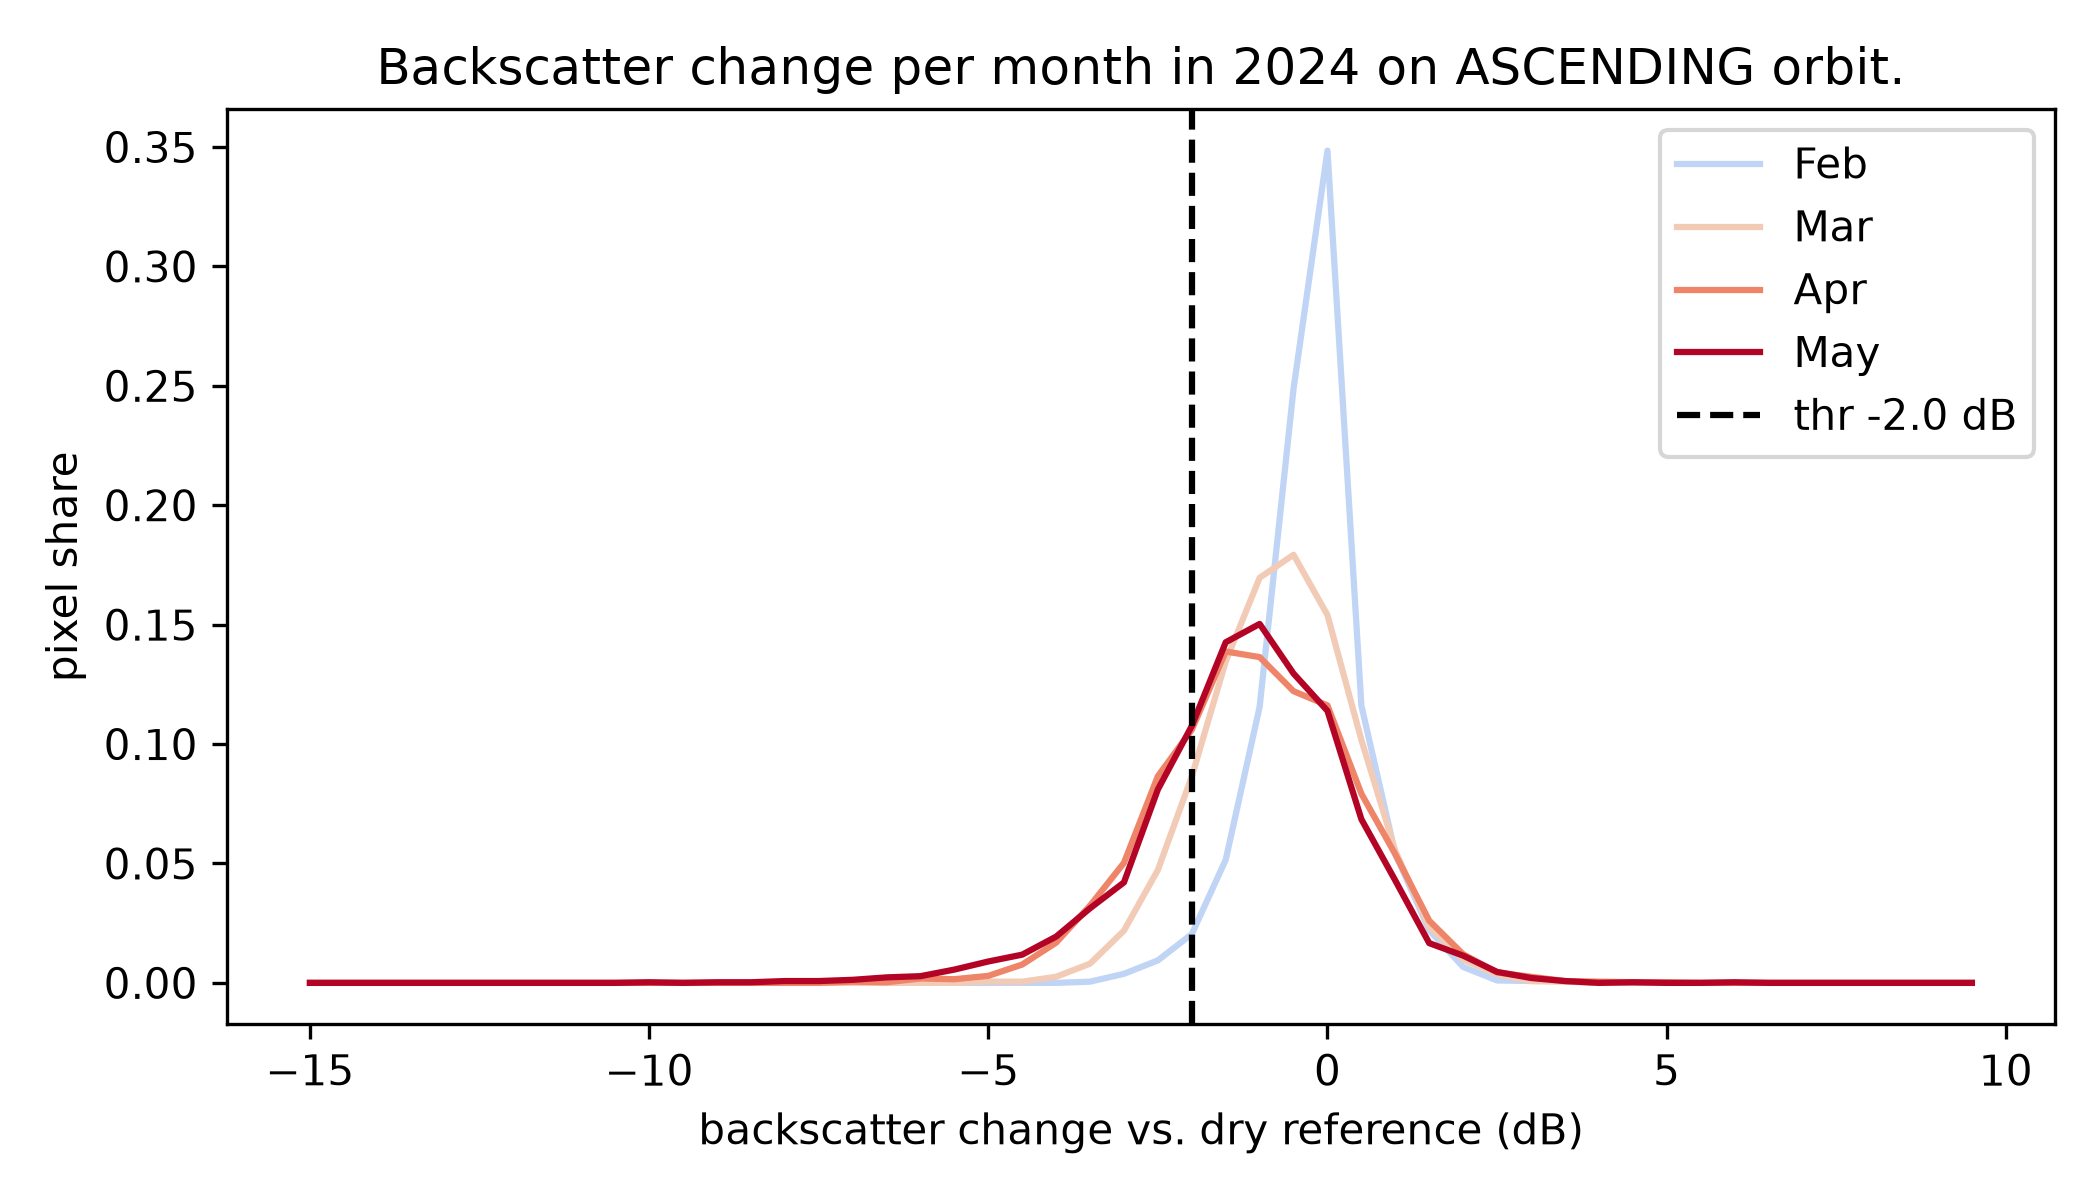 Backscatter change per month in 2024 on ASCENDING orbit.
0.35
0.30
0.25
0.20
0.15
0.10
0.05
0.00
pixel share
Feb
Mar
Apr
May
thr -2.0 dB
−15 −10 −5 0 5 10
backscatter change vs. dry reference (dB)